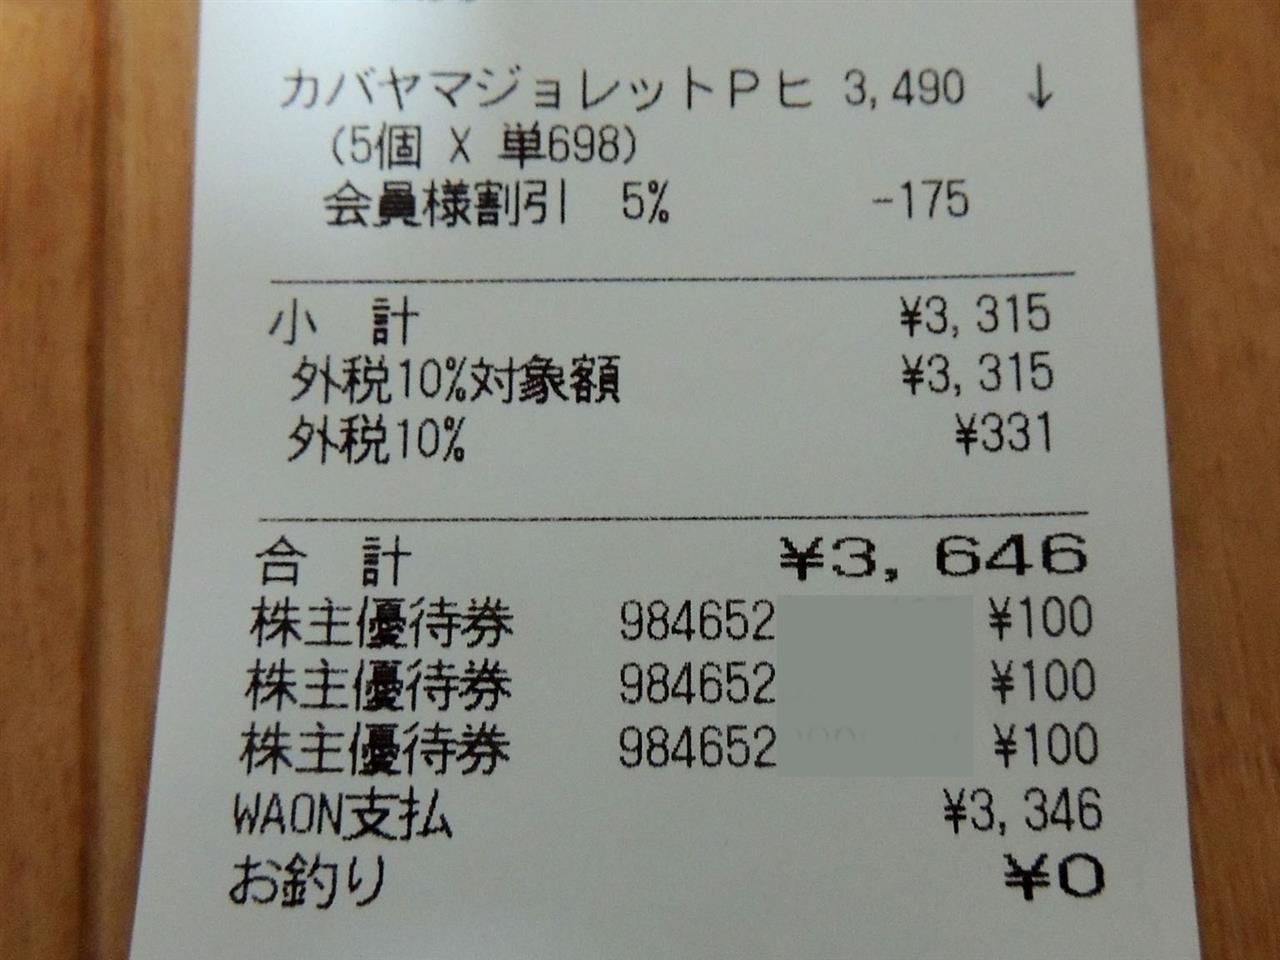 カバヤマジョレットPヒ 3,490 ↓
(5個 X 単698)
会員様割引 5% -175
小 計 ¥3,315
外税10%対象額 ¥3,315
外税10% ¥331
合 計 ¥3,646
株主優待券 984652 ¥100
株主優待券 984652 ¥100
株主優待券 984652 ¥100
WAON支払 ¥3,346
お釣り ¥0